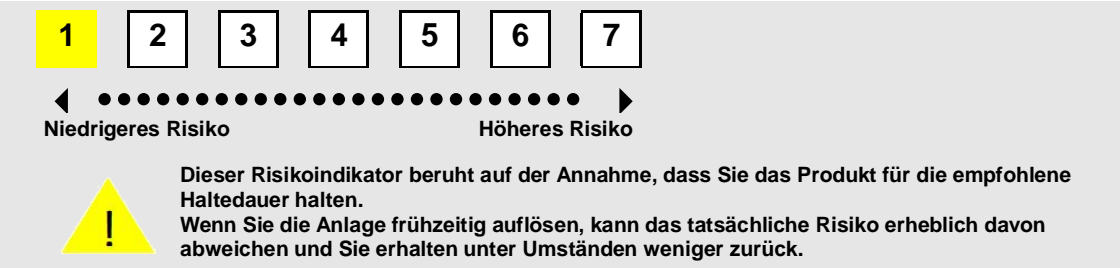 1 2 3 4 5 6 7
Niedrigeres Risiko Höheres Risiko
Dieser Risikoindikator beruht auf der Annahme, dass Sie das Produkt für die empfohlene
Haltedauer halten.
!
Wenn Sie die Anlage frühzeitig auflösen, kann das tatsächliche Risiko erheblich davon
abweichen und Sie erhalten unter Umständen weniger zurück.